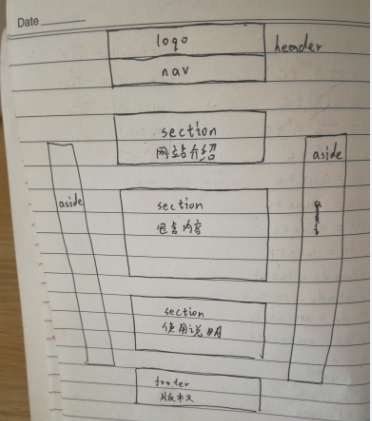 Date
logo
header
nav
section
网站介绍
aside
aside
section
包含内容
section
使用说明
footer
版权